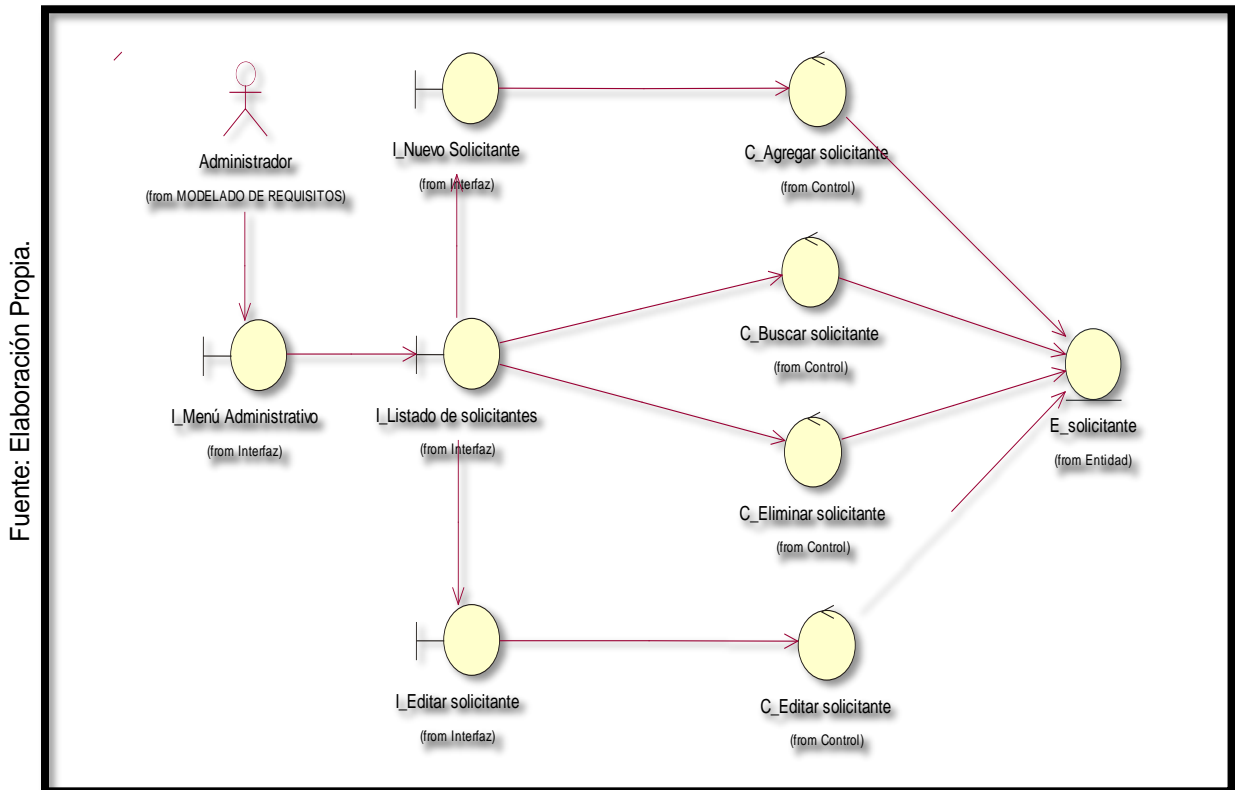 Fuente: Elaboración Propia.
Administrador
(from MODELADO DE REQUISITOS)
I_Nuevo Solicitante
(from Interfaz)
C_Agregar solicitante
(from Control)
C_Buscar solicitante
(from Control)
I_Menú Administrativo
(from Interfaz)
I_Listado de solicitantes
(from Interfaz)
E_solicitante
(from Entidad)
C_Eliminar solicitante
(from Control)
I_Editar solicitante
(from Interfaz)
C_Editar solicitante
(from Control)